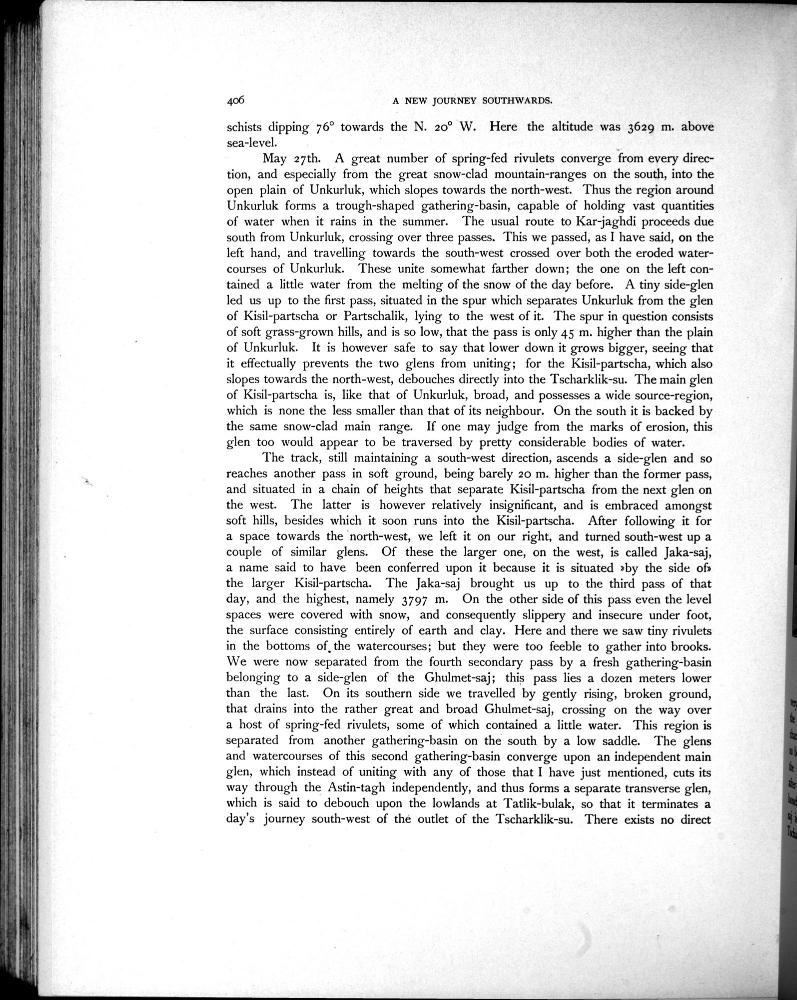 406 A NEW JOURNEY SOUTHWARDS.
schists dipping 76° towards the N. 20° W. Here the altitude was 3629 m. above
sea-level.
May 27th. A great number of spring-fed rivulets converge from every direc-
tion, and especially from the great snow-clad mountain-ranges on the south, into the
open plain of Unkurluk, which slopes towards the north-west. Thus the region around
Unkurluk forms a trough-shaped gathering-basin, capable of holding vast quantities
of water when it rains in the summer. The usual route to Kar-jaghdi proceeds due
south from Unkurluk, crossing over three passes. This we passed, as I have said, on the
left hand, and travelling towards the south-west crossed over both the eroded water-
courses of Unkurluk. These unite somewhat farther down; the one on the left con-
tained a little water from the melting of the snow of the day before. A tiny side-glen
led us up to the first pass, situated in the spur which separates Unkurluk from the glen
of Kisil-partscha or Partschalik, lying to the west of it. The spur in question consists
of soft grass-grown hills, and is so low, that the pass is only 45 m. higher than the plain
of Unkurluk. It is however safe to say that lower down it grows bigger, seeing that
it effectually prevents the two glens from uniting; for the Kisil-partscha, which also
slopes towards the north-west, debouches directly into the Tscharklik-su. The main glen
of Kisil-partscha is, like that of Unkurluk, broad, and possesses a wide source-region,
which is none the less smaller than that of its neighbour. On the south it is backed by
the same snow-clad main range. If one may judge from the marks of erosion, this
glen too would appear to be traversed by pretty considerable bodies of water.
The track, still maintaining a south-west direction, ascends a side-glen and so
reaches another pass in soft ground, being barely 20 m. higher than the former pass,
and situated in a chain of heights that separate Kisil-partscha from the next glen on
the west. The latter is however relatively insignificant, and is embraced amongst
soft hills, besides which it soon runs into the Kisil-partscha. After following it for
a space towards the north-west, we left it on our right, and turned south-west up a
couple of similar glens. Of these the larger one, on the west, is called Jaka-saj,
a name said to have been conferred upon it because it is situated »by the side of»
the larger Kisil-partscha. The Jaka-saj brought us up to the third pass of that
day, and the highest, namely 3797 m. On the other side of this pass even the level
spaces were covered with snow, and consequently slippery and insecure under foot,
the surface consisting entirely of earth and clay. Here and there we saw tiny rivulets
in the bottoms of the watercourses; but they were too feeble to gather into brooks.
We were now separated from the fourth secondary pass by a fresh gathering-basin
belonging to a side-glen of the Ghulmet-saj; this pass lies a dozen meters lower
than the last. On its southern side we travelled by gently rising, broken ground,
that drains into the rather great and broad Ghulmet-saj, crossing on the way over
a host of spring-fed rivulets, some of which contained a little water. This region is
separated from another gathering-basin on the south by a low saddle. The glens
and watercourses of this second gathering-basin converge upon an independent main
glen, which instead of uniting with any of those that I have just mentioned, cuts its
way through the Astin-tagh independently, and thus forms a separate transverse glen,
which is said to debouch upon the lowlands at Tatlik-bulak, so that it terminates a
day's journey south-west of the outlet of the Tscharklik-su. There exists no direct